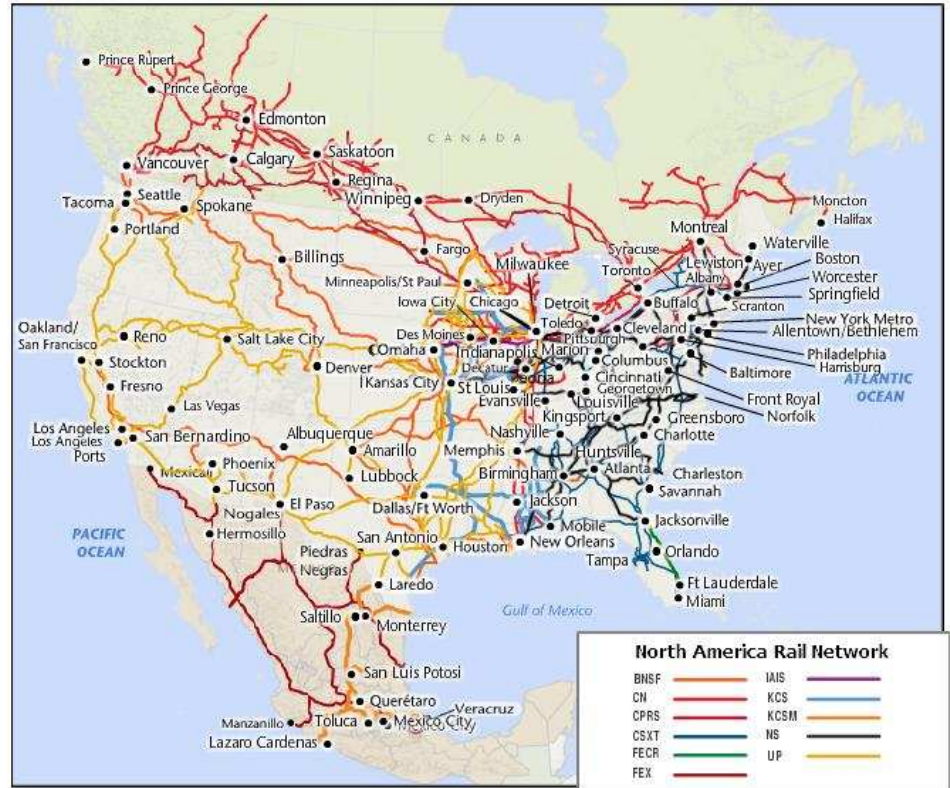 Prince Rupert
Prince George
Edmonton
CANADA
Vancouver
Calgary
Saskatoon
Regina
Seattle
Tacoma
Spokane
Winnipeg
Dryden
Moncton
Halifax
Portland
Montreal
Waterville
Billings
Fargo
Syracuse
Lewiston
Ayer
Boston
Milwaukee
Toronto
Albany
Worcester
Minneapolis/St Paul
Springfield
Iowa City
Chicago
Detroit
Buffalo
Scranton
New York Metro
Oakland/
San Francisco
Reno
Salt Lake City
Des Moines
Toledo
Cleveland
Allentown/Bethlehem
Pittsburgh
Philadelphia
Omaha
Indianapolis
Marion
Columbus
Harrisburg
Stockton
Denver
Decatur
Peoria
Baltimore
ATLANTIC
OCEAN
Fresno
Kansas City
St Louis
Cincinnati
Georgetown
Front Royal
Evansville
Louisville
Norfolk
Las Vegas
Kingsport
Greensboro
Los Angeles
Los Angeles
Ports
San Bernardino
Albuquerque
Amarillo
Nashville
Charlotte
Memphis
Huntsville
Mexicali
Phoenix
Lubbock
Birmingham
Atlanta
Charleston
Tucson
Savannah
Nogales
El Paso
Dallas/Ft Worth
Jackson
Mobile
Jacksonville
PACIFIC
OCEAN
Hermosillo
San Antonio
Houston
New Orleans
Piedras
Negras
Tampa
Orlando
Laredo
Ft Lauderdale
Miami
Gulf of Mexico
Saltillo
Monterrey
San Luis Potosi
Querétaro
Veracruz
Manzanillo
Toluca
Mexico City
Lazaro Cardenas
North America Rail Network
BNSF
IAIS
CN
KCS
CPRS
KCSM
CSXT
NS
FECR
UP
FEX